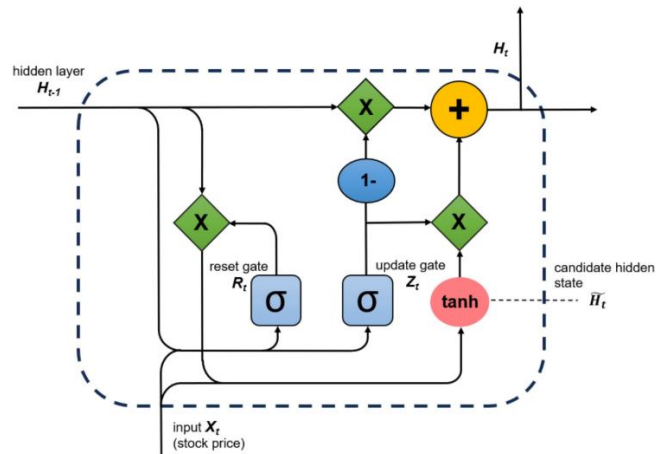 H_t
hidden layer
H_t-1
X
+
1-
X
X
reset gate
R_t
σ
update gate
Z_t
σ
tanh
candidate hidden
state
H̃_t
input X_t
(stock price)